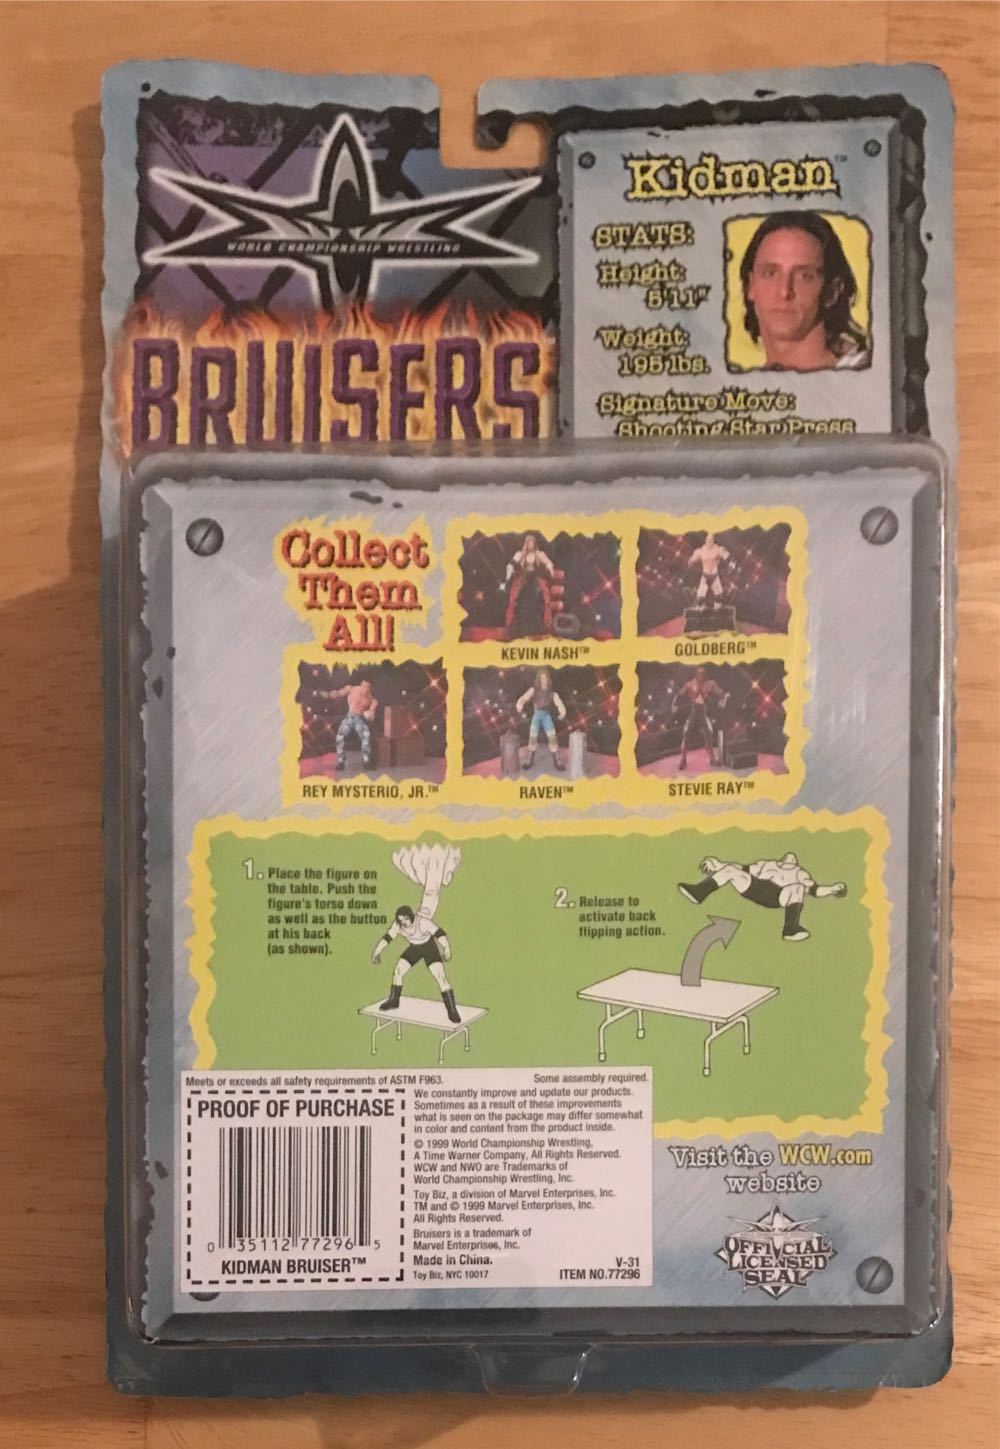 WORLD CHAMPIONSHIP WRESTLING
BRUISERS
Kidman™
STATS:
Height:
5'11"
Weight:
195 lbs.
Signature Move:
Shooting Star Press
Collect
Them
All!
KEVIN NASH™
GOLDBERG™
REY MYSTERIO, JR.™
RAVEN™
STEVIE RAY™
1. Place the figure on
the table. Push the
figure's torso down
as well as the button
at his back
(as shown).
2. Release to
activate back
flipping action.
Meets or exceeds all safety requirements of ASTM F963.
Some assembly required.
PROOF OF PURCHASE
0 35112 77296 5
KIDMAN BRUISER™
We constantly improve and update our products.
Sometimes as a result of these improvements
what is seen on the package may differ somewhat
in color and content from the product inside.
© 1999 World Championship Wrestling,
A Time Warner Company, All Rights Reserved.
WCW and NWO are Trademarks of
World Championship Wrestling, Inc.
Toy Biz, a division of Marvel Enterprises, Inc.
TM and © 1999 Marvel Enterprises, Inc.
All Rights Reserved.
Bruisers is a trademark of
Marvel Enterprises, Inc.
Made in China.
Toy Biz, NYC 10017
V-31
ITEM NO.77296
Visit the WCW.com
website
OFFICIAL
LICENSED
SEAL